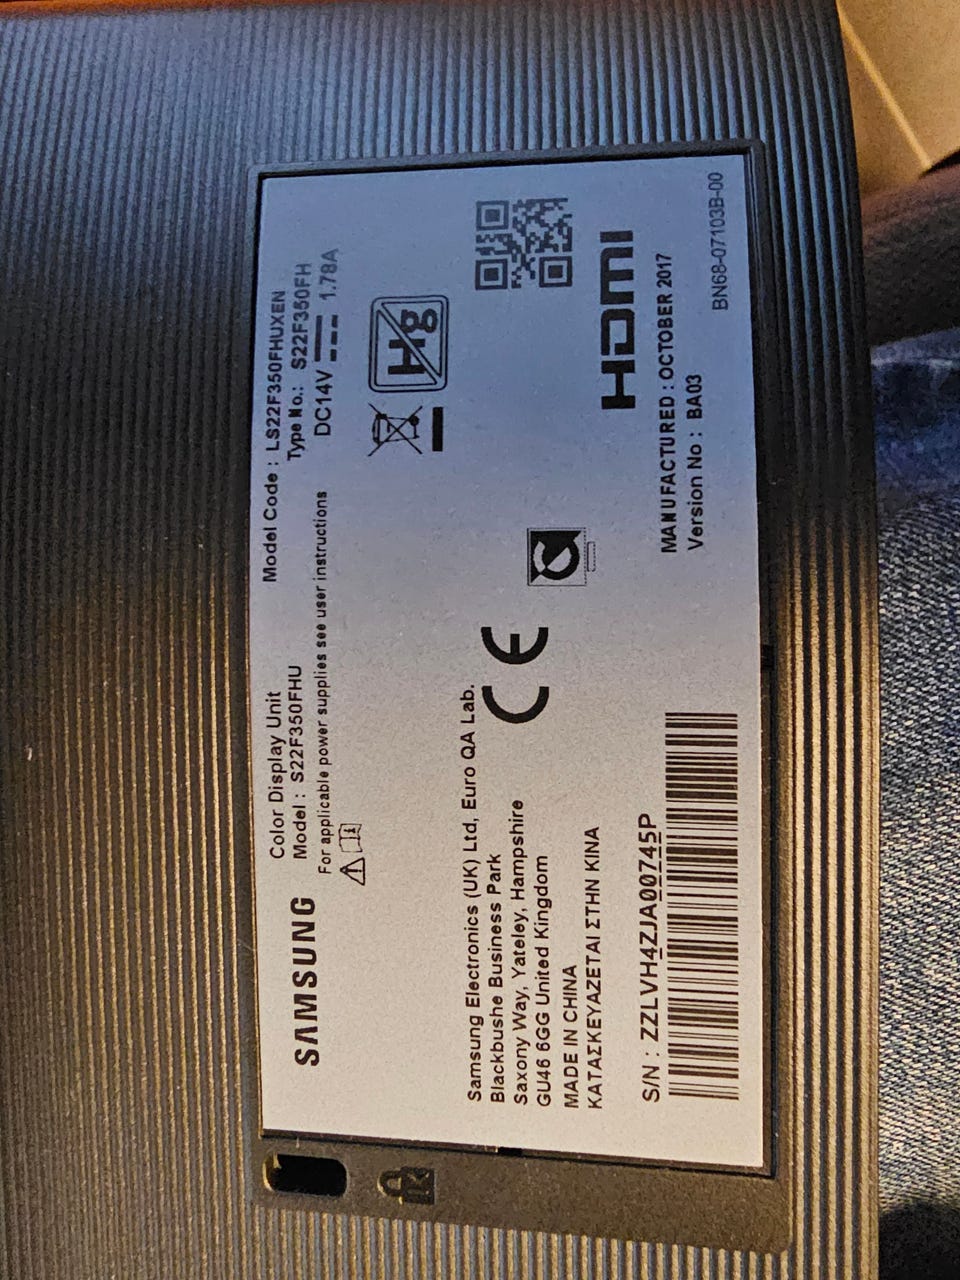 SAMSUNG
Color Display Unit
Model : S22F350FHU
For applicable power supplies see user instructions
Model Code : LS22F350FHUXEN
Type No.: S22F350FH
DC14V 1.78A
Hg
Samsung Electronics (UK) Ltd, Euro QA Lab.
Blackbushe Business Park
Saxony Way, Yateley, Hampshire
GU46 6GG United Kingdom
MADE IN CHINA
ΚΑΤΑΣΚΕΥΑΖΕΤΑΙ ΣΤΗΝ ΚΙΝΑ
CE
HDMI
S/N : ZZLVH4ZJA00745P
MANUFACTURED : OCTOBER 2017
Version No : BA03
BN68-07103B-00